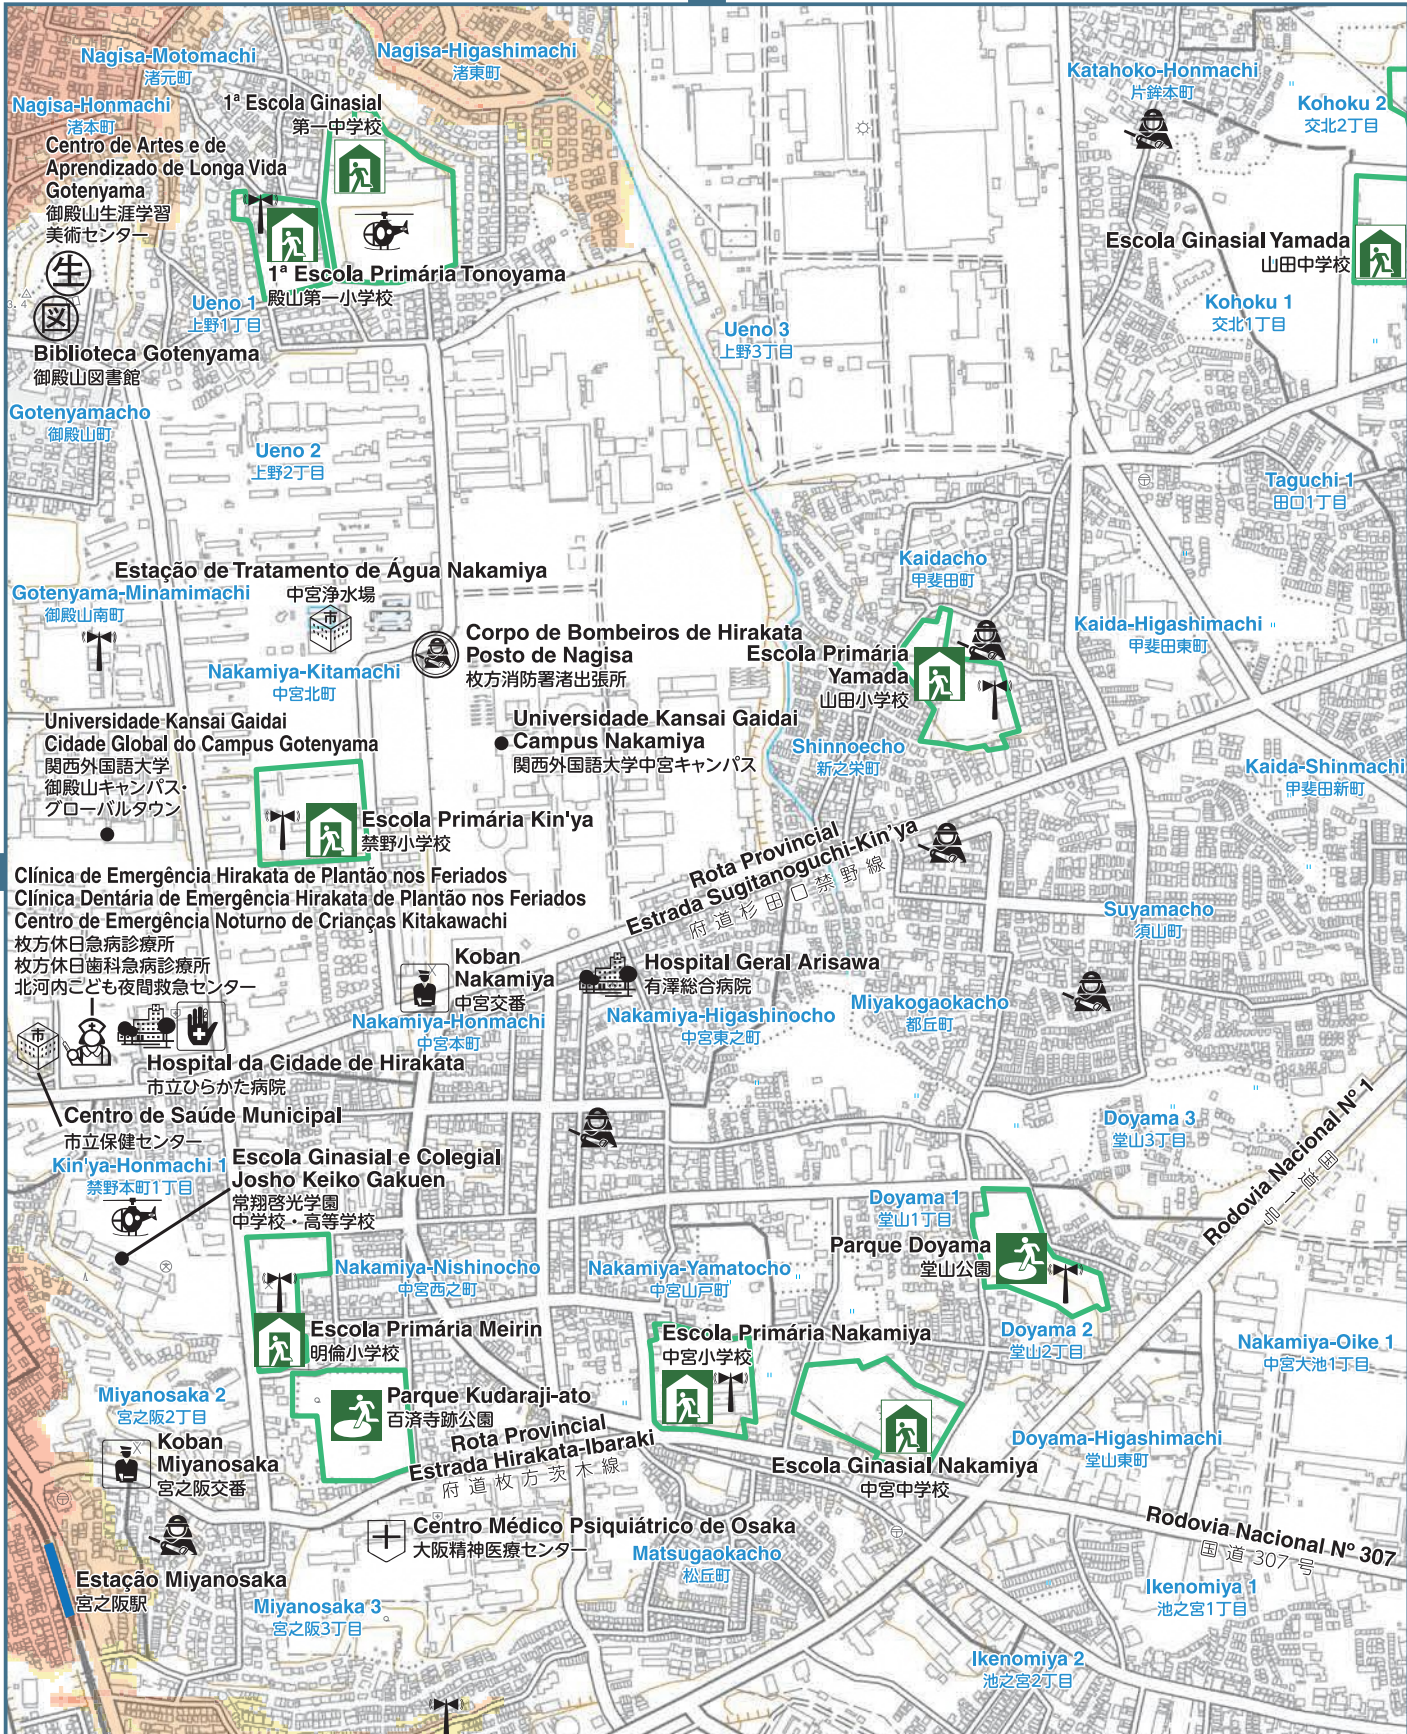 Nagisa-Motomachi
渚元町
Nagisa-Higashimachi
渚東町
Katahoko-Honmachi
片鉾本町
Kohoku 2
交北2丁目
Nagisa-Honmachi
渚本町
1ª Escola Ginasial
第一中学校
Centro de Artes e de
Aprendizado de Longa Vida
Gotenyama
御殿山生涯学習
美術センター
生
図
1ª Escola Primária Tonoyama
殿山第一小学校
Escola Ginasial Yamada
山田中学校
Ueno 1
上野1丁目
Kohoku 1
交北1丁目
Ueno 3
上野3丁目
Biblioteca Gotenyama
御殿山図書館
Gotenyamacho
御殿山町
Ueno 2
上野2丁目
Taguchi 1
田口1丁目
Kaidacho
甲斐田町
Estação de Tratamento de Água Nakamiya
中宮浄水場
市
Gotenyama-Minamimachi
御殿山南町
Kaida-Higashimachi
甲斐田東町
Corpo de Bombeiros de Hirakata
Posto de Nagisa
枚方消防署渚出張所
Escola Primária
Yamada
山田小学校
Nakamiya-Kitamachi
中宮北町
Universidade Kansai Gaidai
Cidade Global do Campus Gotenyama
関西外国語大学
御殿山キャンパス・
グローバルタウン
Universidade Kansai Gaidai
Campus Nakamiya
関西外国語大学中宮キャンパス
Shinnoecho
新之栄町
Kaida-Shinmachi
甲斐田新町
Escola Primária Kin'ya
禁野小学校
Rota Provincial
Estrada Sugitanoguchi-Kin'ya
府道杉田口禁野線
Clínica de Emergência Hirakata de Plantão nos Feriados
Clínica Dentária de Emergência Hirakata de Plantão nos Feriados
Centro de Emergência Noturno de Crianças Kitakawachi
枚方休日急病診療所
枚方休日歯科急病診療所
北河内こども夜間救急センター
Suyamacho
須山町
Koban
Nakamiya
中宮交番
Hospital Geral Arisawa
有澤総合病院
Miyakogaokacho
都丘町
Nakamiya-Honmachi
中宮本町
Nakamiya-Higashinocho
中宮東之町
市
Hospital da Cidade de Hirakata
市立ひらかた病院
Centro de Saúde Municipal
市立保健センター
Doyama 3
堂山3丁目
Rodovia Nacional Nº 1
国道1号
Kin'ya-Honmachi 1
禁野本町1丁目
Escola Ginasial e Colegial
Josho Keiko Gakuen
常翔啓光学園
中学校・高等学校
Doyama 1
堂山1丁目
Parque Doyama
堂山公園
Nakamiya-Nishinocho
中宮西之町
Nakamiya-Yamatocho
中宮山戸町
Escola Primária Meirin
明倫小学校
Escola Primária Nakamiya
中宮小学校
Doyama 2
堂山2丁目
Nakamiya-Oike 1
中宮大池1丁目
Miyanosaka 2
宮之阪2丁目
Parque Kudaraji-ato
百済寺跡公園
Koban
Miyanosaka
宮之阪交番
Rota Provincial
Estrada Hirakata-Ibaraki
府道枚方茨木線
Doyama-Higashimachi
堂山東町
Escola Ginasial Nakamiya
中宮中学校
Rodovia Nacional Nº 307
国道307号
Centro Médico Psiquiátrico de Osaka
大阪精神医療センター
Matsugaokacho
松丘町
Estação Miyanosaka
宮之阪駅
Miyanosaka 3
宮之阪3丁目
Ikenomiya 1
池之宮1丁目
Ikenomiya 2
池之宮2丁目